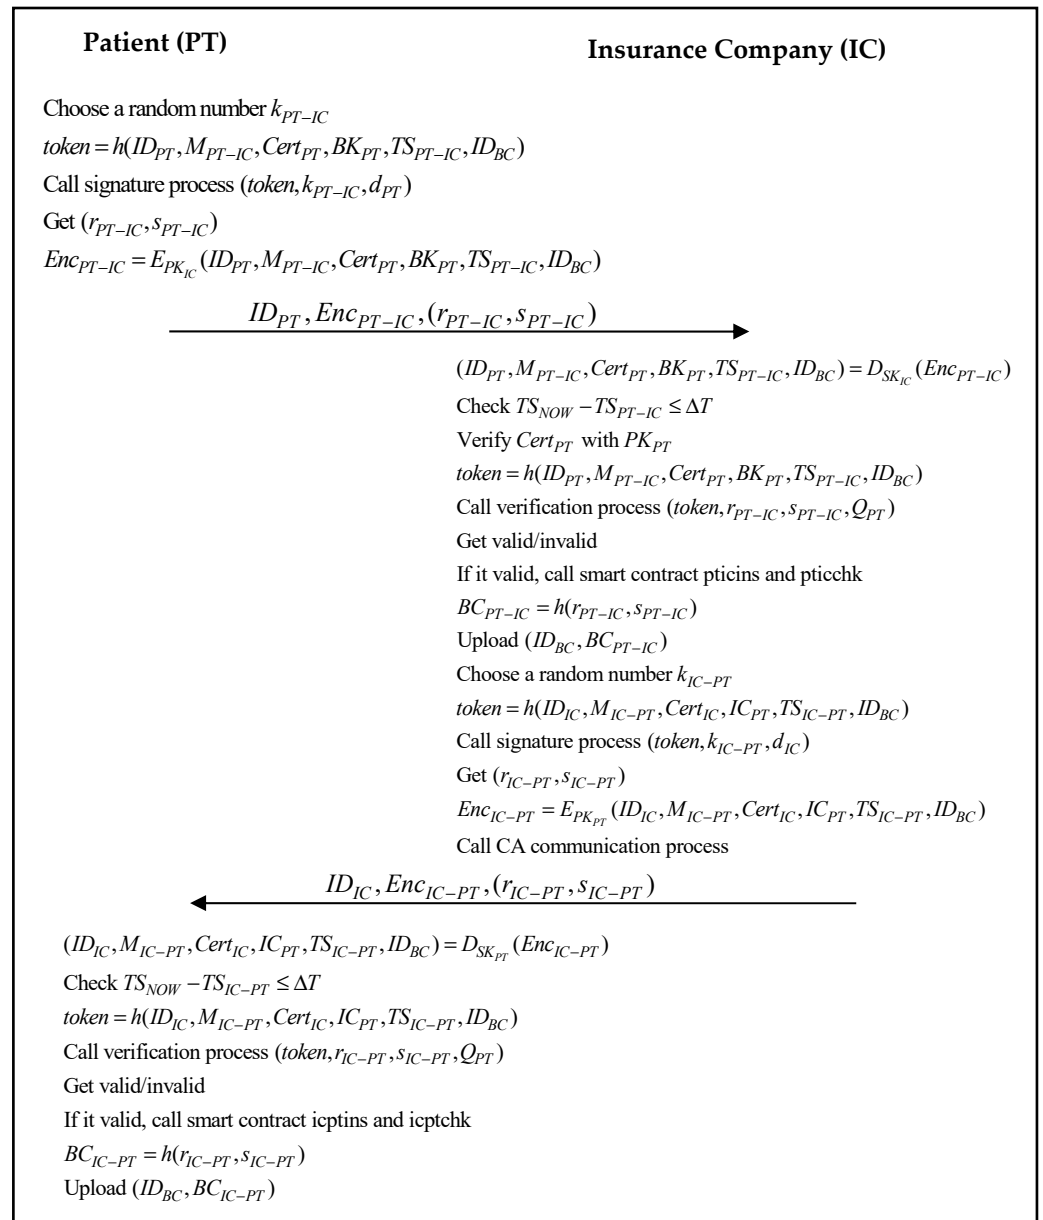 Patient (PT)
Insurance Company (IC)
Choose a random number k_{PT-IC}
token = h(ID_{PT}, M_{PT-IC}, Cert_{PT}, BK_{PT}, TS_{PT-IC}, ID_{BC})
Call signature process (token, k_{PT-IC}, d_{PT})
Get (r_{PT-IC}, s_{PT-IC})
Enc_{PT-IC} = E_{PK_{IC}}(ID_{PT}, M_{PT-IC}, Cert_{PT}, BK_{PT}, TS_{PT-IC}, ID_{BC})
ID_{PT}, Enc_{PT-IC}, (r_{PT-IC}, s_{PT-IC})
(ID_{PT}, M_{PT-IC}, Cert_{PT}, BK_{PT}, TS_{PT-IC}, ID_{BC}) = D_{SK_{IC}}(Enc_{PT-IC})
Check TS_{NOW} − TS_{PT-IC} ≤ ΔT
Verify Cert_{PT} with PK_{PT}
token = h(ID_{PT}, M_{PT-IC}, Cert_{PT}, BK_{PT}, TS_{PT-IC}, ID_{BC})
Call verification process (token, r_{PT-IC}, s_{PT-IC}, Q_{PT})
Get valid/invalid
If it valid, call smart contract pticins and pticchk
BC_{PT-IC} = h(r_{PT-IC}, s_{PT-IC})
Upload (ID_{BC}, BC_{PT-IC})
Choose a random number k_{IC-PT}
token = h(ID_{IC}, M_{IC-PT}, Cert_{IC}, IC_{PT}, TS_{IC-PT}, ID_{BC})
Call signature process (token, k_{IC-PT}, d_{IC})
Get (r_{IC-PT}, s_{IC-PT})
Enc_{IC-PT} = E_{PK_{PT}}(ID_{IC}, M_{IC-PT}, Cert_{IC}, IC_{PT}, TS_{IC-PT}, ID_{BC})
Call CA communication process
ID_{IC}, Enc_{IC-PT}, (r_{IC-PT}, s_{IC-PT})
(ID_{IC}, M_{IC-PT}, Cert_{IC}, IC_{PT}, TS_{IC-PT}, ID_{BC}) = D_{SK_{PT}}(Enc_{IC-PT})
Check TS_{NOW} − TS_{IC-PT} ≤ ΔT
token = h(ID_{IC}, M_{IC-PT}, Cert_{IC}, IC_{PT}, TS_{IC-PT}, ID_{BC})
Call verification process (token, r_{IC-PT}, s_{IC-PT}, Q_{PT})
Get valid/invalid
If it valid, call smart contract icptins and icptchk
BC_{IC-PT} = h(r_{IC-PT}, s_{IC-PT})
Upload (ID_{BC}, BC_{IC-PT})